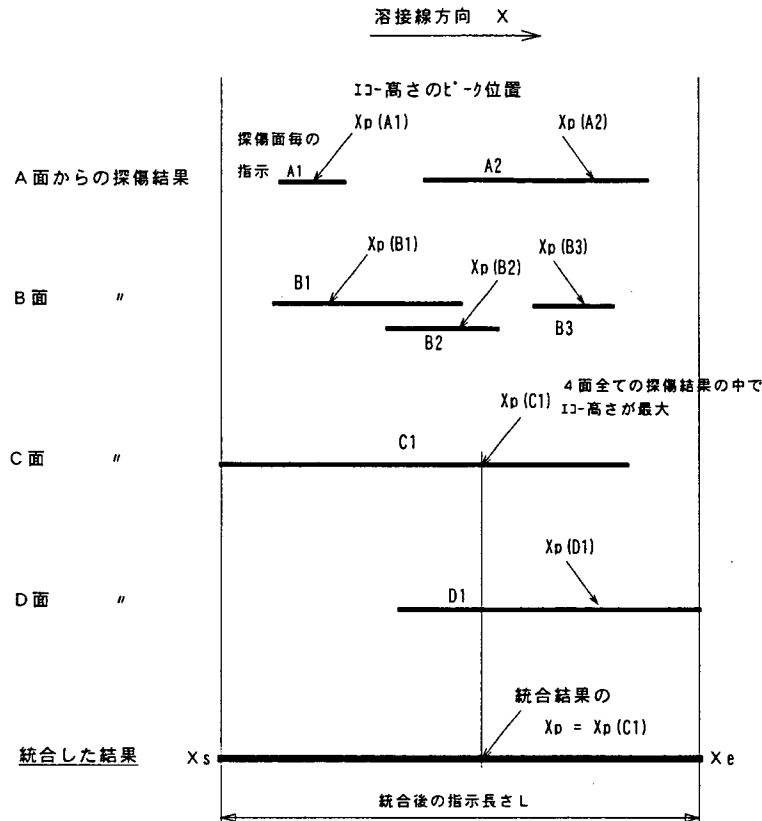 溶接線方向 X
エコー高さのピーク位置
探傷面毎の
指示
Xp(A1)
Xp(A2)
A面からの探傷結果
A1
A2
Xp(B1)
Xp(B2)
Xp(B3)
B面 〃
B1
B2
B3
4面全ての探傷結果の中で
エコー高さが最大
Xp(C1)
C面 〃
C1
Xp(D1)
D面 〃
D1
統合結果の
Xp = Xp(C1)
統合した結果
Xs
Xe
統合後の指示長さL